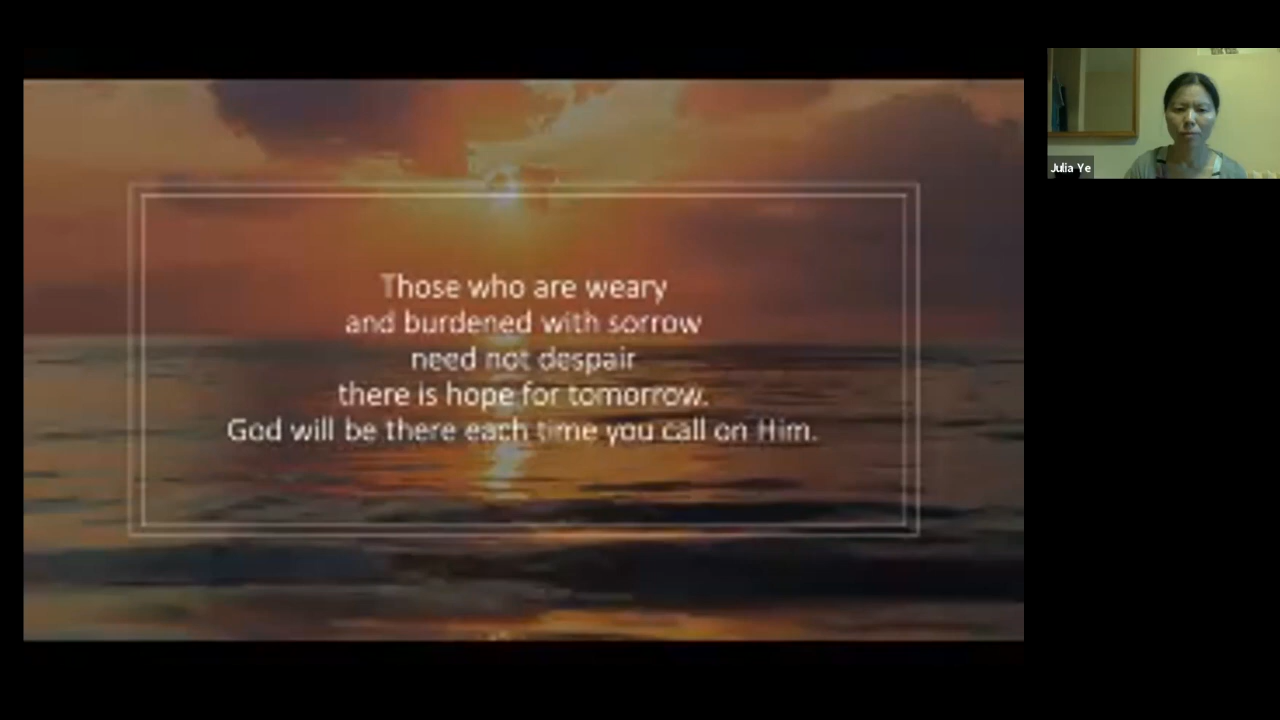 Those who are weary
and burdened with sorrow
need not despair
there is hope for tomorrow.
God will be there each time you call on Him.
Julia Ye